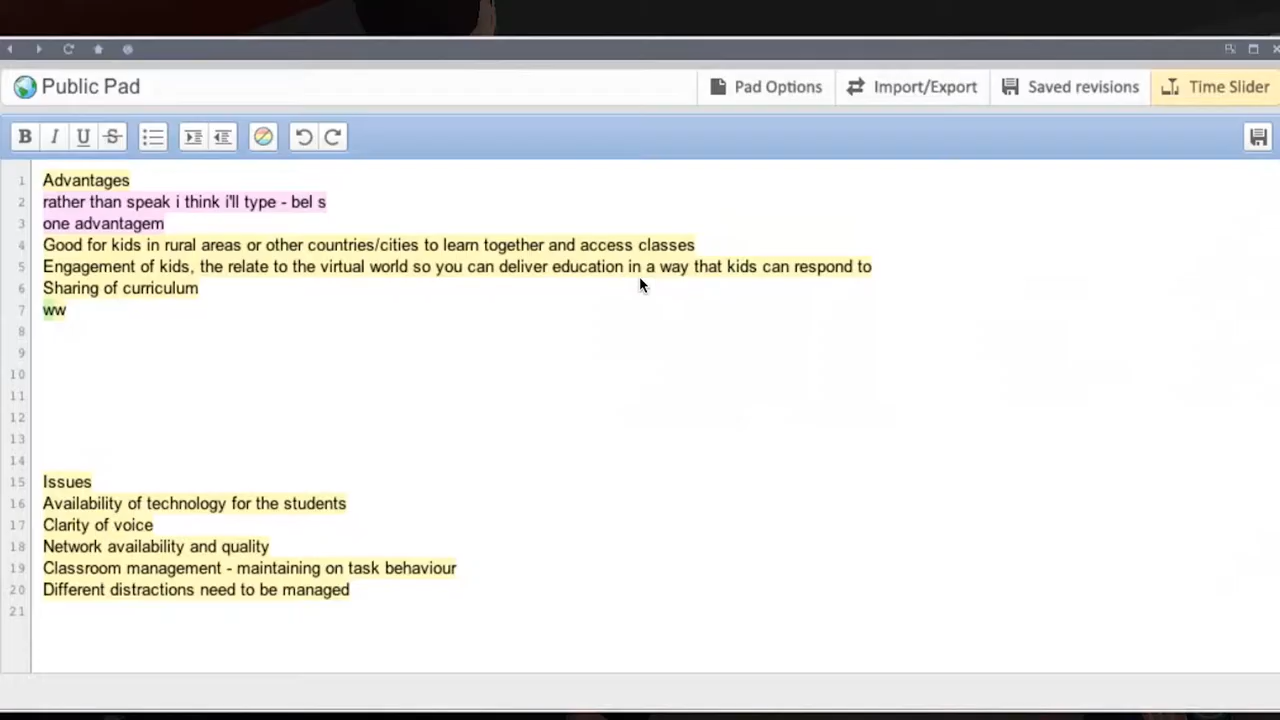 Public Pad
Pad Options
Import/Export
Saved revisions
Time Slider
B I U S
1 Advantages
2 rather than speak i think i'll type - bel s
3 one advantagem
4 Good for kids in rural areas or other countries/cities to learn together and access classes
5 Engagement of kids, the relate to the virtual world so you can deliver education in a way that kids can respond to
6 Sharing of curriculum
7 ww
8
9
10
11
12
13
14
15 Issues
16 Availability of technology for the students
17 Clarity of voice
18 Network availability and quality
19 Classroom management - maintaining on task behaviour
20 Different distractions need to be managed
21